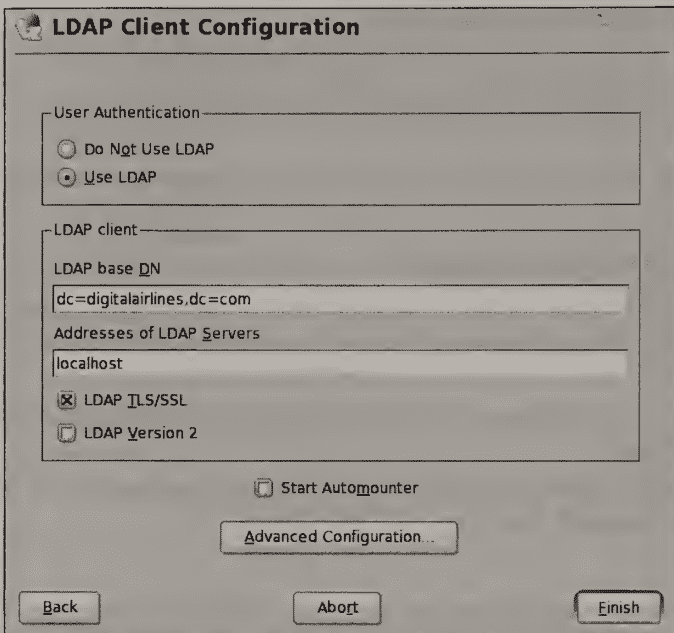 LDAP Client Configuration
User Authentication
Do Not Use LDAP
Use LDAP
LDAP client
LDAP base DN
dc=digitalairlines,dc=com
Addresses of LDAP Servers
localhost
LDAP TLS/SSL
LDAP Version 2
Start Automounter
Advanced Configuration...
Back
Abort
Finish